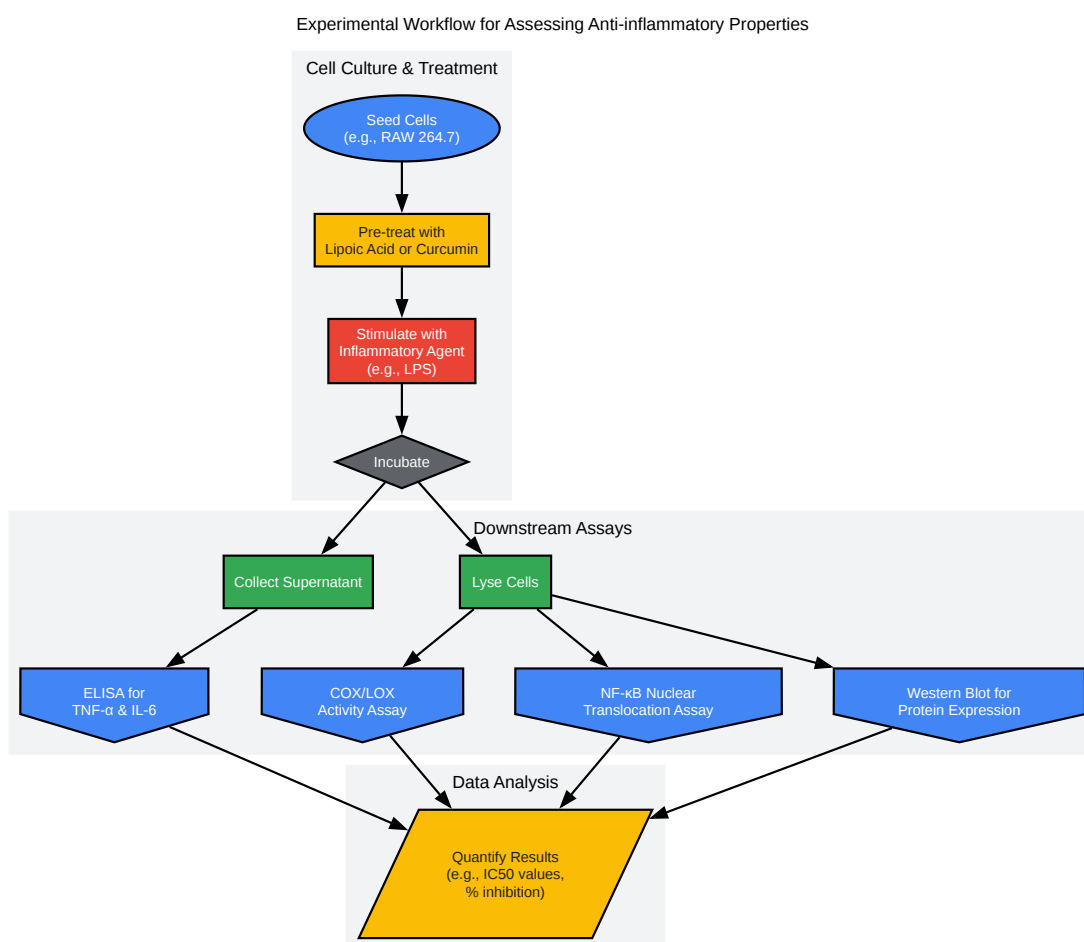 Experimental Workflow for Assessing Anti-inflammatory Properties
Cell Culture & Treatment
Seed Cells
(e.g., RAW 264.7)
Pre-treat with
Lipoic Acid or Curcumin
Stimulate with
Inflammatory Agent
(e.g., LPS)
Incubate
Downstream Assays
Collect Supernatant
Lyse Cells
ELISA for
TNF-α & IL-6
COX/LOX
Activity Assay
NF-κB Nuclear
Translocation Assay
Western Blot for
Protein Expression
Data Analysis
Quantify Results
(e.g., IC50 values,
% inhibition)